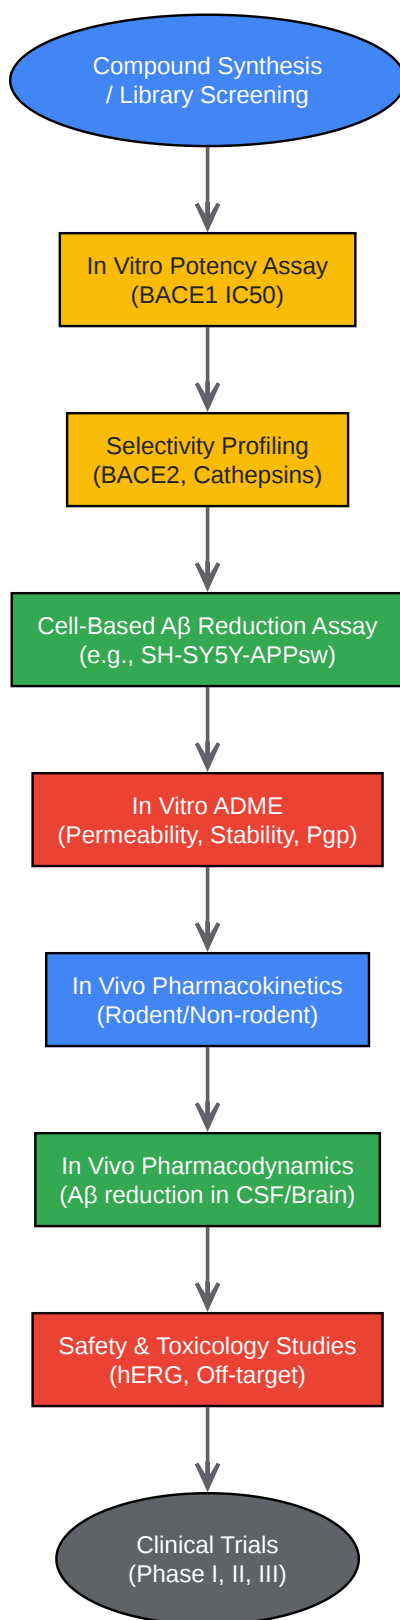 Compound Synthesis
/ Library Screening
In Vitro Potency Assay
(BACE1 IC50)
Selectivity Profiling
(BACE2, Cathepsins)
Cell-Based Aβ Reduction Assay
(e.g., SH-SY5Y-APPsw)
In Vitro ADME
(Permeability, Stability, Pgp)
In Vivo Pharmacokinetics
(Rodent/Non-rodent)
In Vivo Pharmacodynamics
(Aβ reduction in CSF/Brain)
Safety & Toxicology Studies
(hERG, Off-target)
Clinical Trials
(Phase I, II, III)